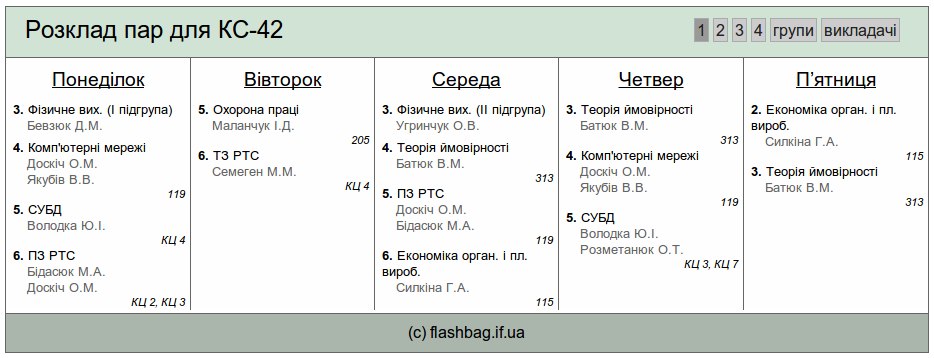 Розклад пар для КС-42
1 2 3 4 групи викладачі
Понеділок
3. Фізичне вих. (І підгрупа)
Бевзюк Д.М.
4. Комп'ютерні мережі
Доскіч О.М.
Якубів В.В.
119
5. СУБД
Володка Ю.І.
КЦ 4
6. ПЗ РТС
Бідасюк М.А.
Доскіч О.М.
КЦ 2, КЦ 3
Вівторок
5. Охорона праці
Маланчук І.Д.
205
6. ТЗ РТС
Семеген М.М.
КЦ 4
Середа
3. Фізичне вих. (ІІ підгрупа)
Угринчук О.В.
4. Теорія ймовірності
Батюк В.М.
313
5. ПЗ РТС
Доскіч О.М.
Бідасюк М.А.
119
6. Економіка орган. і пл.
вироб.
Силкіна Г.А.
115
Четвер
3. Теорія ймовірності
Батюк В.М.
313
4. Комп'ютерні мережі
Доскіч О.М.
Якубів В.В.
119
5. СУБД
Володка Ю.І.
Розметанюк О.Т.
КЦ 3, КЦ 7
П'ятниця
2. Економіка орган. і пл.
вироб.
Силкіна Г.А.
115
3. Теорія ймовірності
Батюк В.М.
313
(c) flashbag.if.ua